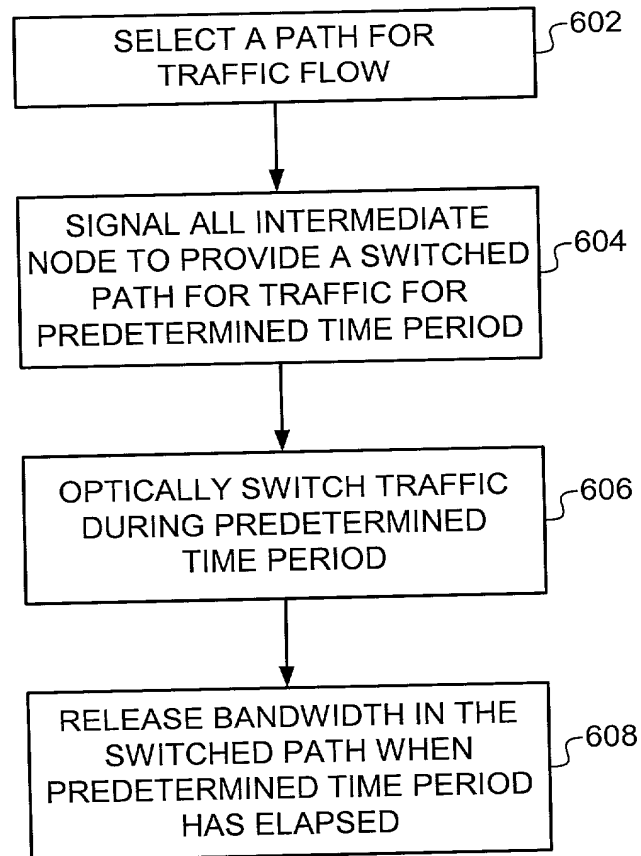 SELECT A PATH FOR
TRAFFIC FLOW
602
SIGNAL ALL INTERMEDIATE
NODE TO PROVIDE A SWITCHED
PATH FOR TRAFFIC FOR
PREDETERMINED TIME PERIOD
604
OPTICALLY SWITCH TRAFFIC
DURING PREDETERMINED
TIME PERIOD
606
RELEASE BANDWIDTH IN THE
SWITCHED PATH WHEN
PREDETERMINED TIME PERIOD
HAS ELAPSED
608